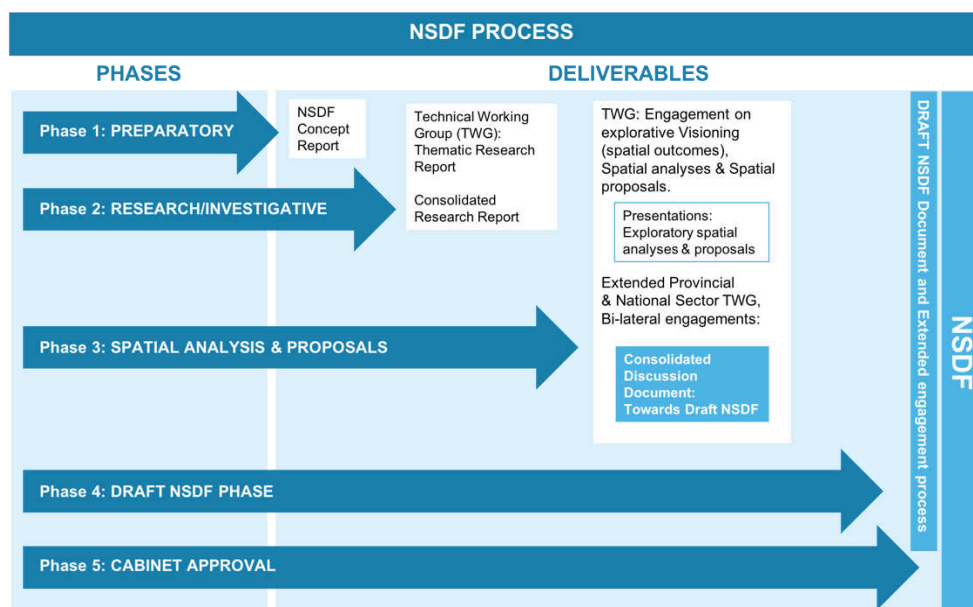 NSDF PROCESS
PHASES
DELIVERABLES
Phase 1: PREPARATORY
NSDF
Concept
Report
Technical Working
Group (TWG):
Thematic Research
Report
Consolidated
Research Report
TWG: Engagement on
explorative Visioning
(spatial outcomes),
Spatial analyses & Spatial
proposals.
Presentations:
Exploratory spatial
analyses & proposals
Extended Provincial
& National Sector TWG,
Bi-lateral engagements:
Consolidated
Discussion
Document:
Towards Draft NSDF
Phase 2: RESEARCH/INVESTIGATIVE
Phase 3: SPATIAL ANALYSIS & PROPOSALS
Phase 4: DRAFT NSDF PHASE
Phase 5: CABINET APPROVAL
DRAFT NSDF Document and Extended engagement process
NSDF